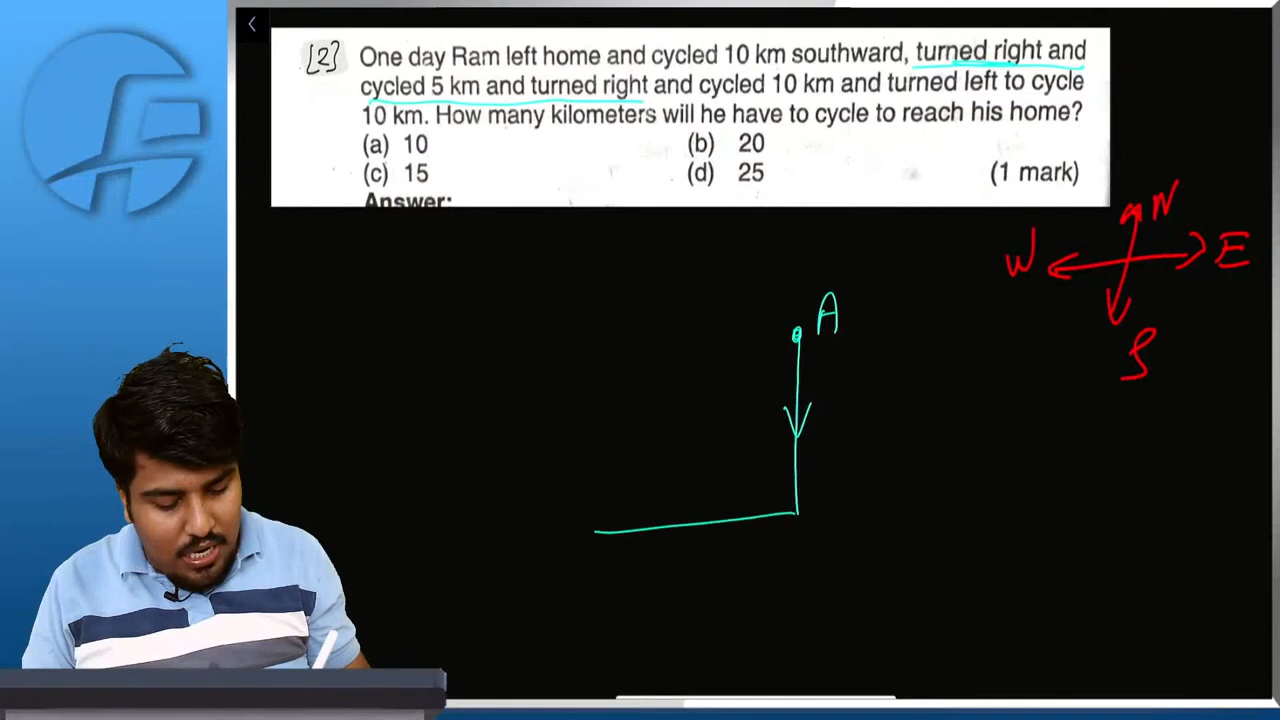 [2] One day Ram left home and cycled 10 km southward, turned right and
cycled 5 km and turned right and cycled 10 km and turned left to cycle
10 km. How many kilometers will he have to cycle to reach his home?
(a) 10 (b) 20
(c) 15 (d) 25 (1 mark)
Answer:
N
W E
S
A